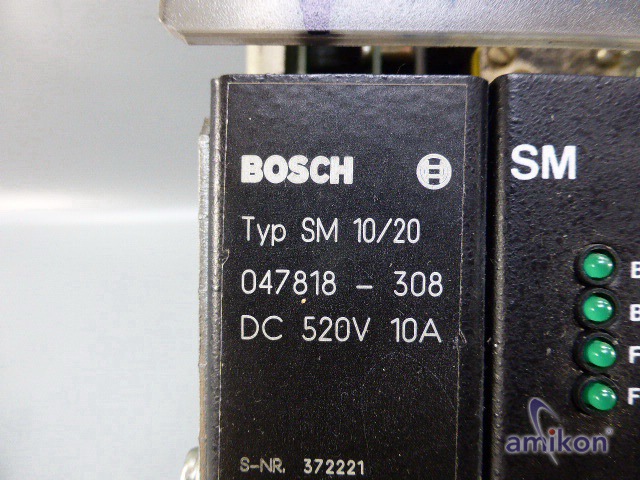 BOSCH
Typ SM 10/20
047818 - 308
DC 520V 10A
S-NR. 372221
SM
B
B
F
F
amikon